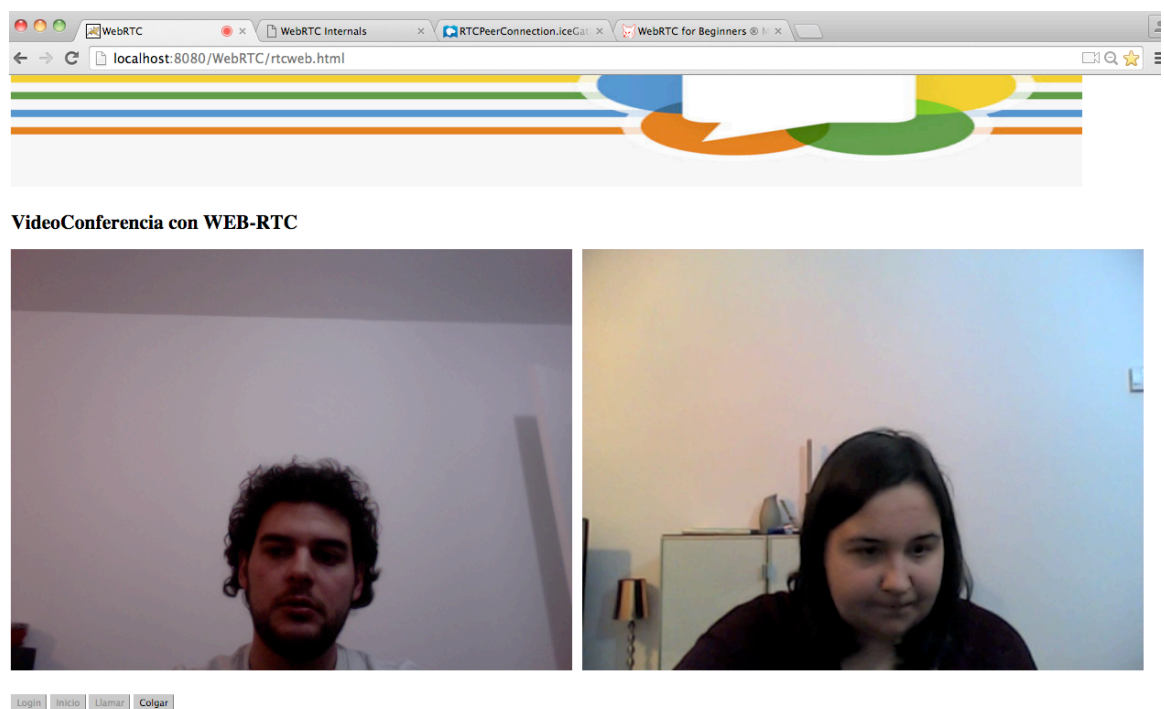 WebRTC
WebRTC Internals
RTCPeerConnection.iceGat
WebRTC for Beginners ®
localhost:8080/WebRTC/rtcweb.html
VideoConferencia con WEB-RTC
Login Inicio Llamar Colgar